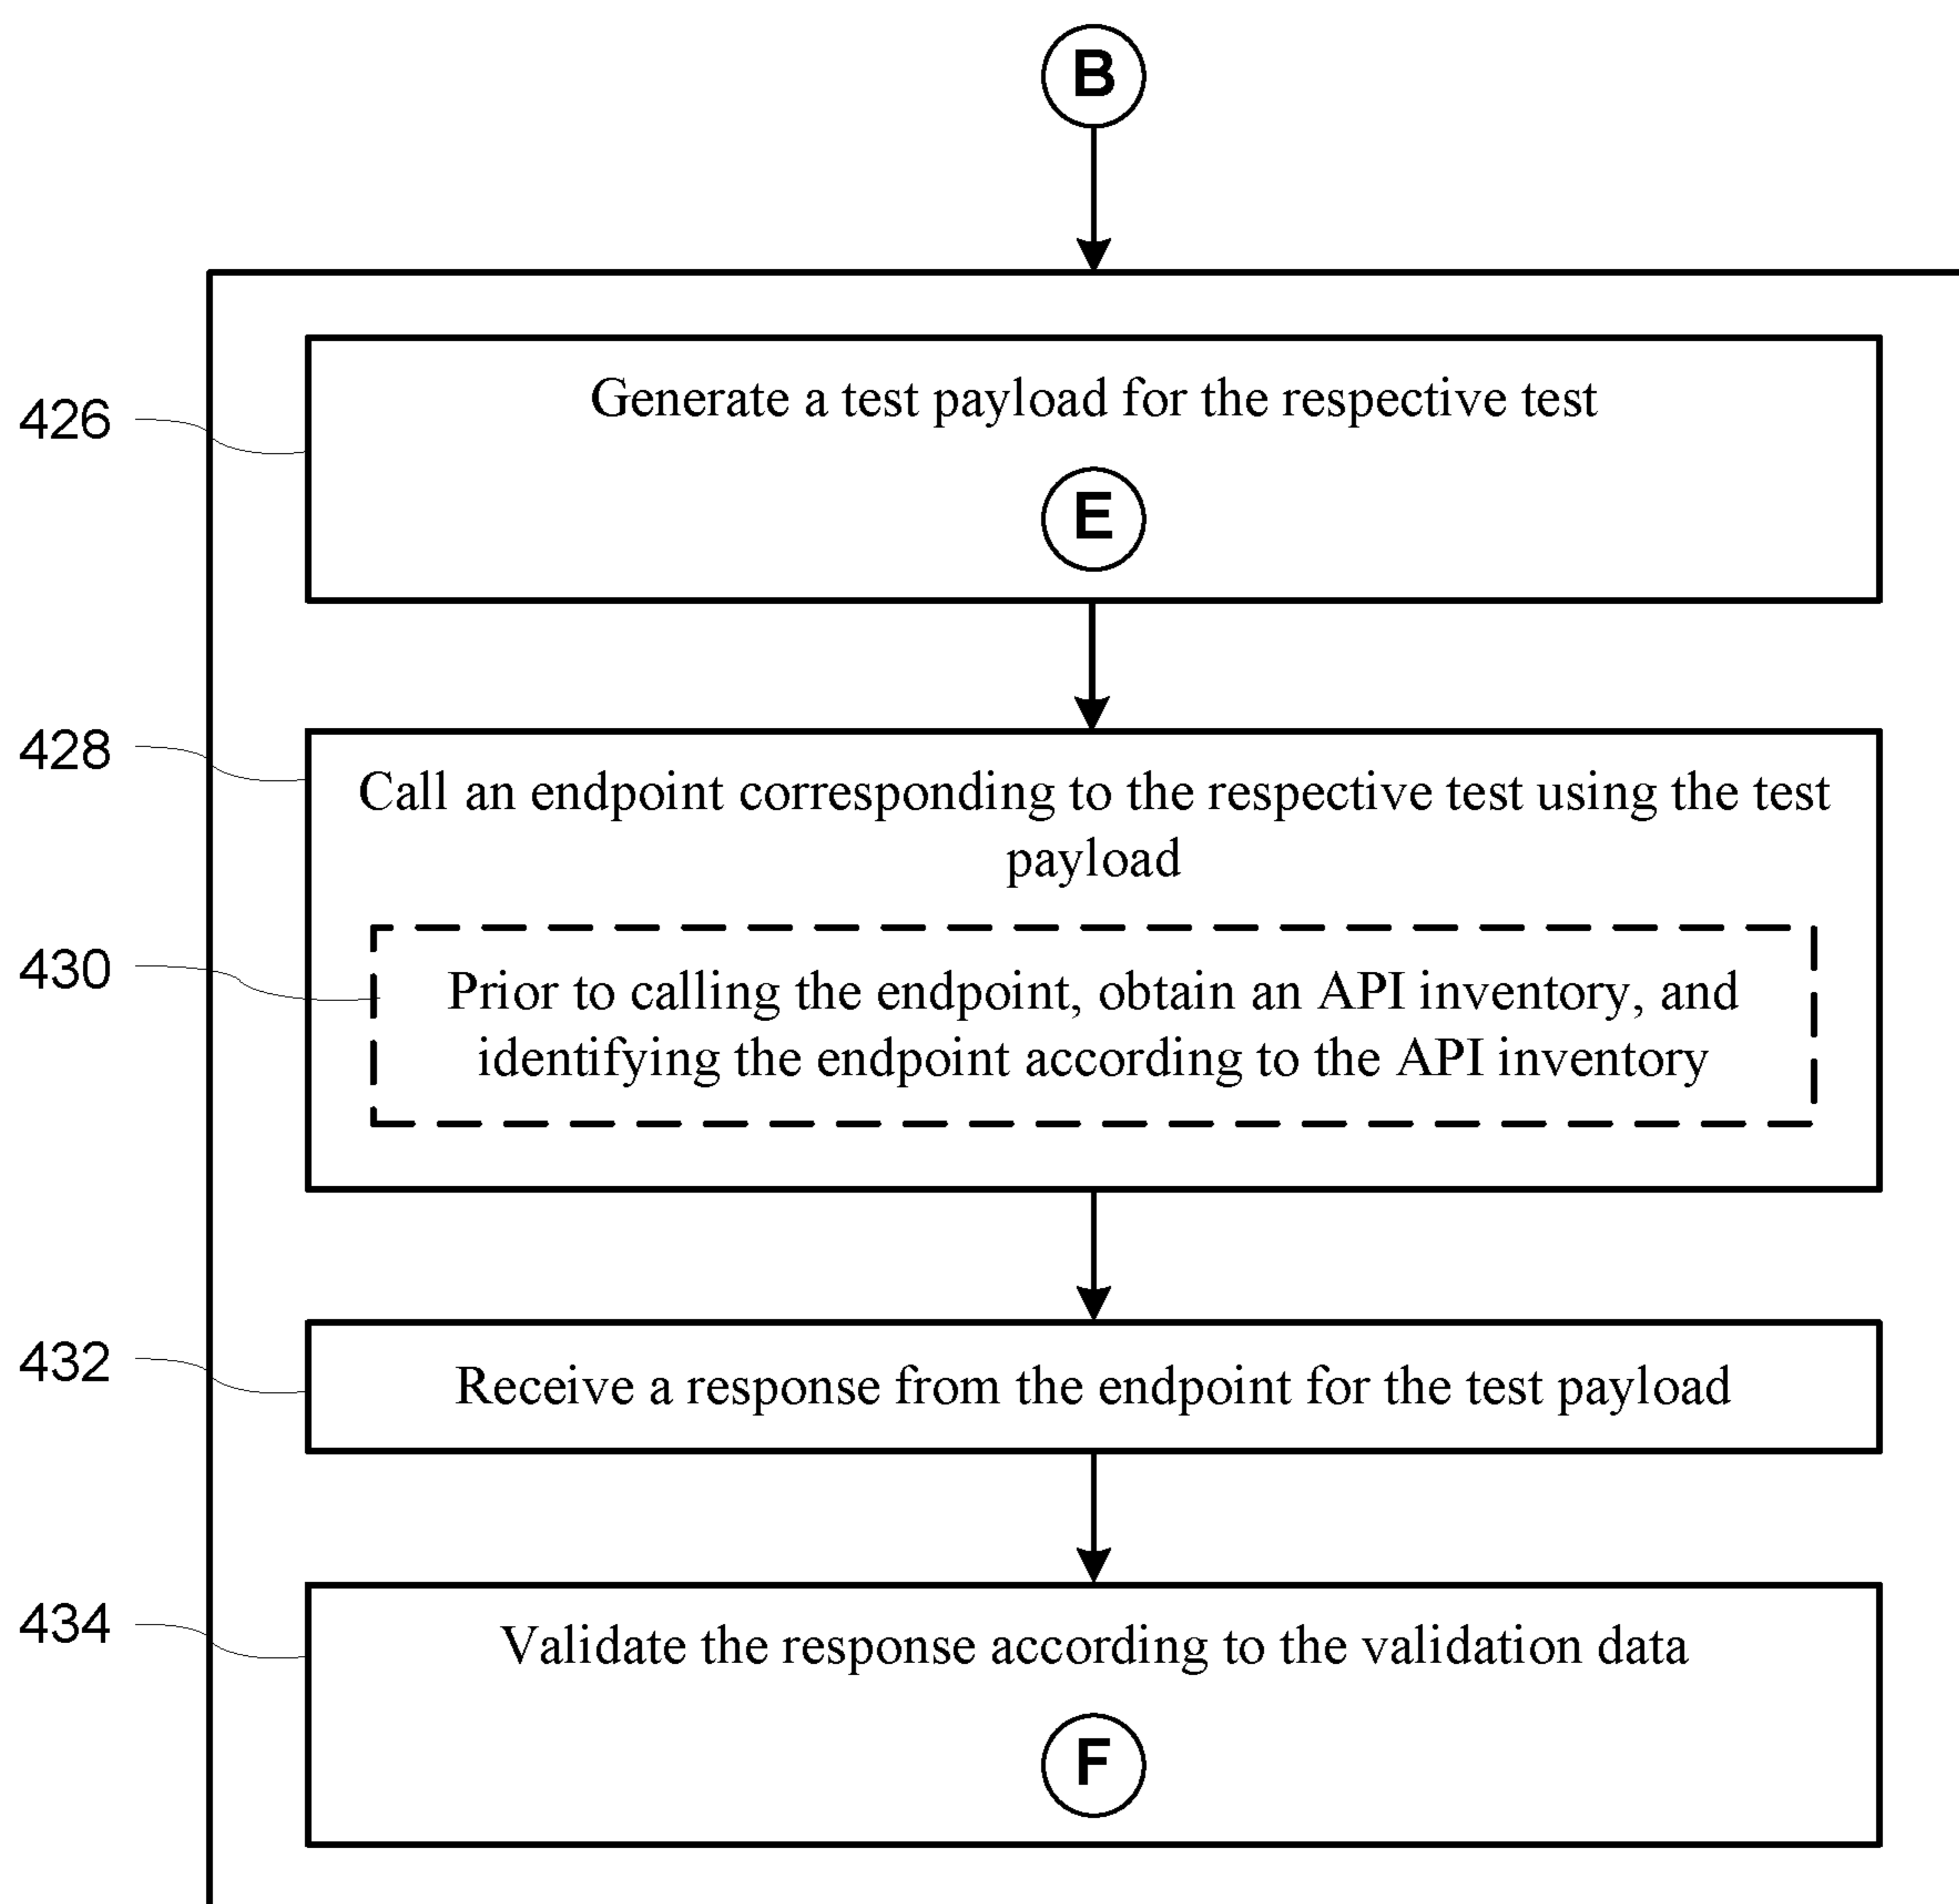 B
426
Generate a test payload for the respective test
E
428
Call an endpoint corresponding to the respective test using the test
payload
430
Prior to calling the endpoint, obtain an API inventory, and
identifying the endpoint according to the API inventory
432
Receive a response from the endpoint for the test payload
434
Validate the response according to the validation data
F